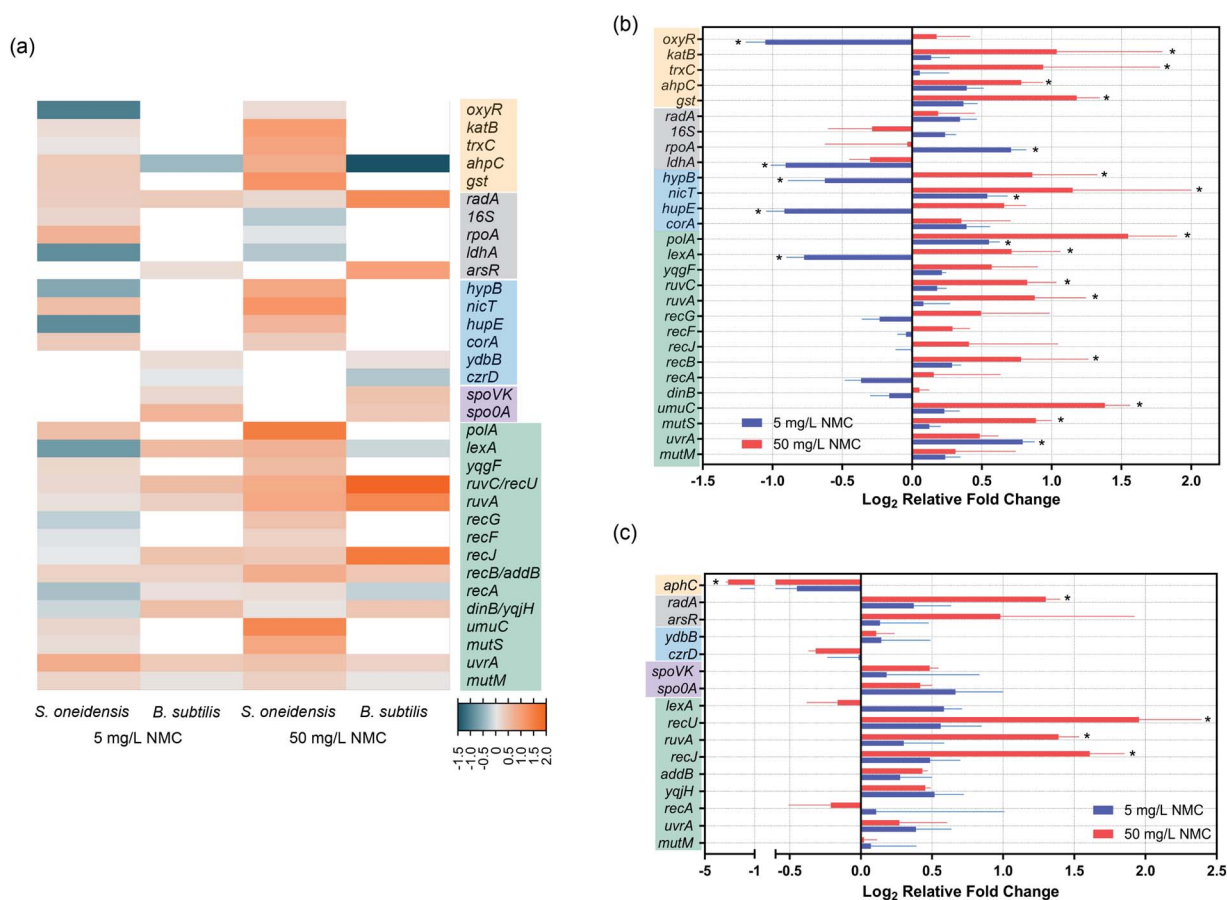 (a)
oxyR
katB
trxC
ahpC
gst
radA
16S
rpoA
ldhA
arsR
hypB
nicT
hupE
corA
ydbB
czrD
spoVK
spo0A
polA
lexA
yqgF
ruvC/recU
ruvA
recG
recF
recJ
recB/addB
recA
dinB/yqjH
umuC
mutS
uvrA
mutM
S. oneidensis B. subtilis S. oneidensis B. subtilis
5 mg/L NMC 50 mg/L NMC
-1.5 -1.0 0.5 0.0 0.5 1.0 1.5 2.0
(b)
oxyR *
katB *
trxC *
ahpC *
gst *
radA
16S
rpoA *
ldhA *
hypB * *
nicT * *
hupE *
corA
polA * *
lexA * *
yqgF
ruvC *
ruvA *
recG
recF
recJ
recB *
recA
dinB
umuC *
mutS *
uvrA *
mutM
5 mg/L NMC
50 mg/L NMC
-1.5 -1.0 -0.5 0.0 0.5 1.0 1.5 2.0
Log2 Relative Fold Change
(c)
aphC *
radA *
arsR
ydbB
czrD
spoVK
spo0A
lexA
recU *
ruvA *
recJ *
addB
yqjH
recA
uvrA
mutM
5 mg/L NMC
50 mg/L NMC
-5 -1 -0.5 0.0 0.5 1.0 1.5 2.0 2.5
Log2 Relative Fold Change